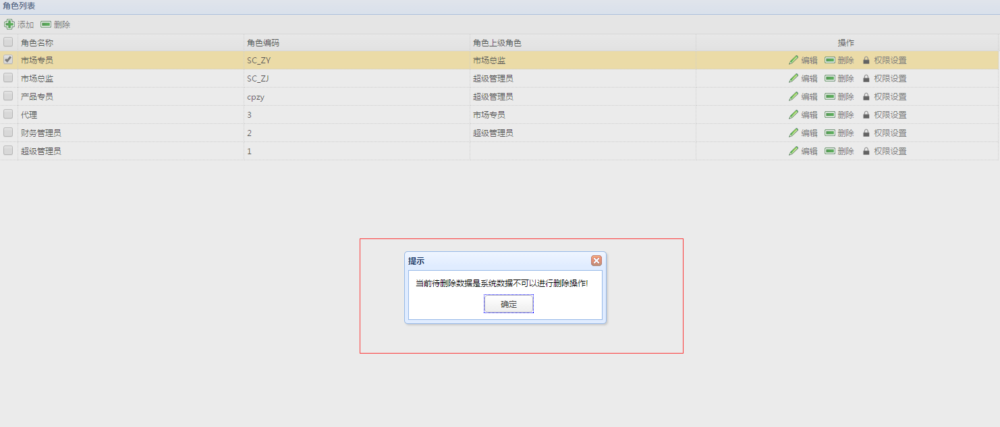 角色列表
添加 删除
角色名称 角色编码 角色上级角色 操作
市场专员 SC_ZY 市场总监 编辑 删除 权限设置
市场总监 SC_ZJ 超级管理员 编辑 删除 权限设置
产品专员 cpzy 超级管理员 编辑 删除 权限设置
代理 3 市场专员 编辑 删除 权限设置
财务管理员 2 超级管理员 编辑 删除 权限设置
超级管理员 1 编辑 删除 权限设置
提示
当前待删除数据是系统数据不可以进行删除操作!
确定